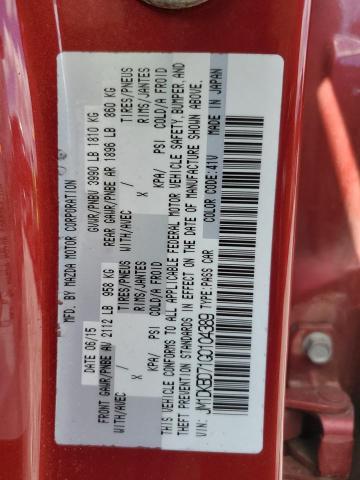 MFD. BY MAZDA MOTOR CORPORATION
DATE 06/15 GVWR/PNBV 3990 LB 1810 KG
FRONT GAWR/PNBE AV 2112 LB 958 KG REAR GAWR/PNBE AR 1896 LB 860 KG
WITH/AVEC / TIRES/PNEUS WITH/AVEC / TIRES/PNEUS
X RIMS/JANTES X RIMS/JANTES
KPA/ PSI COLD/A FROID KPA/ PSI COLD/A FROID
THIS VEHICLE CONFORMS TO ALL APPLICABLE FEDERAL MOTOR VEHICLE SAFETY, BUMPER, AND
THEFT PREVENTION STANDARDS IN EFFECT ON THE DATE OF MANUFACTURE SHOWN ABOVE.
VIN: JM1DKBD71G0104389 TYPE:PASS CAR COLOR CODE:41V MADE IN JAPAN